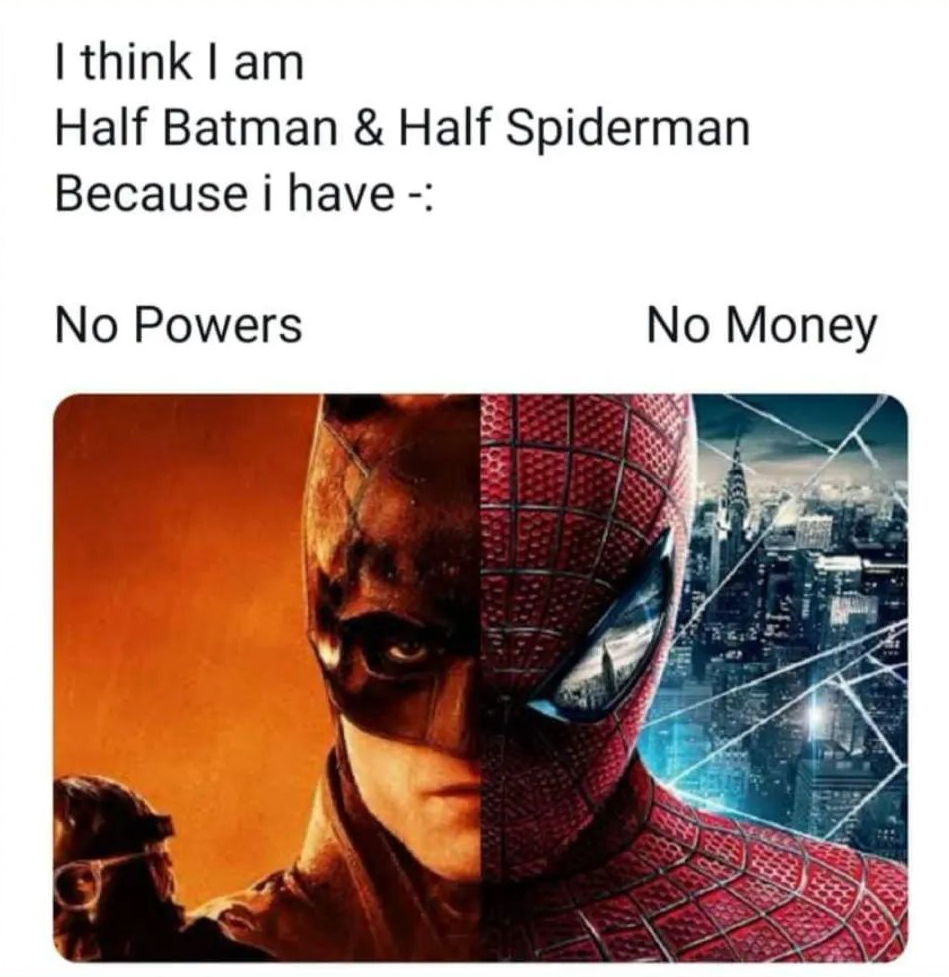 I think I am
Half Batman & Half Spiderman
Because i have -:
No Powers
No Money